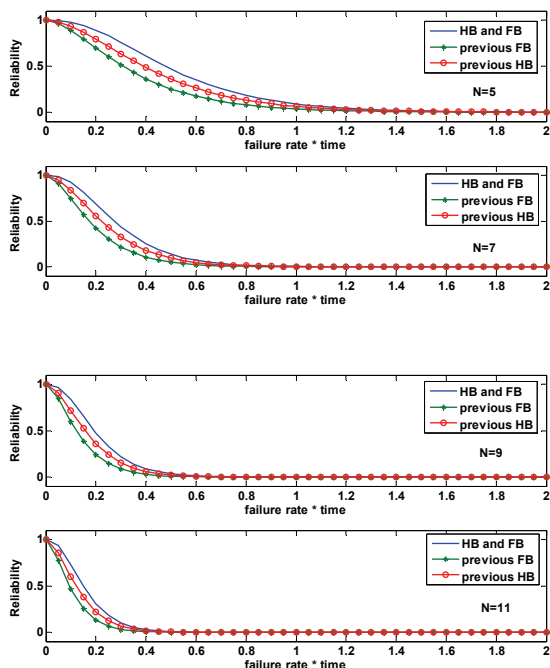 HB and FB
previous FB
previous HB
N=5
Reliability
1
0.5
0
0 0.2 0.4 0.6 0.8 1 1.2 1.4 1.6 1.8 2
failure rate * time
HB and FB
previous FB
previous HB
N=7
Reliability
1
0.5
0
0 0.2 0.4 0.6 0.8 1 1.2 1.4 1.6 1.8 2
failure rate * time
HB and FB
previous FB
previous HB
N=9
Reliability
1
0.5
0
0 0.2 0.4 0.6 0.8 1 1.2 1.4 1.6 1.8 2
failure rate * time
HB and FB
previous FB
previous HB
N=11
Reliability
1
0.5
0
0 0.2 0.4 0.6 0.8 1 1.2 1.4 1.6 1.8 2
failure rate * time